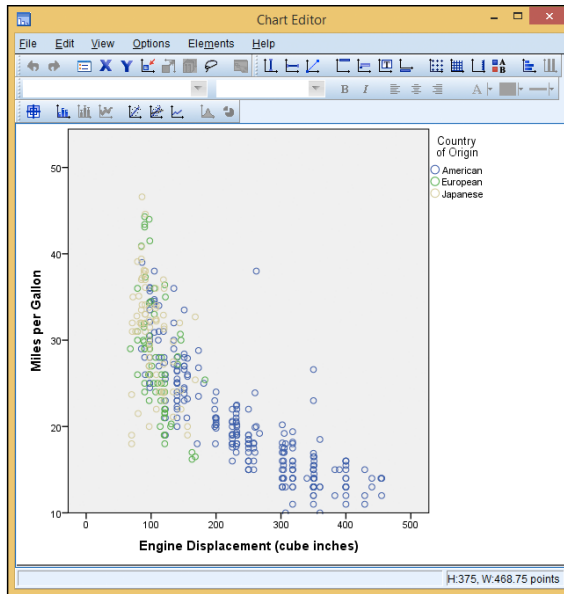 Chart Editor
File Edit View Options Elements Help
X Y
A
B
B I A
Country
of Origin
American
European
Japanese
50
40
30
20
10
Miles per Gallon
0 100 200 300 400 500
Engine Displacement (cube inches)
H:375, W:468.75 points